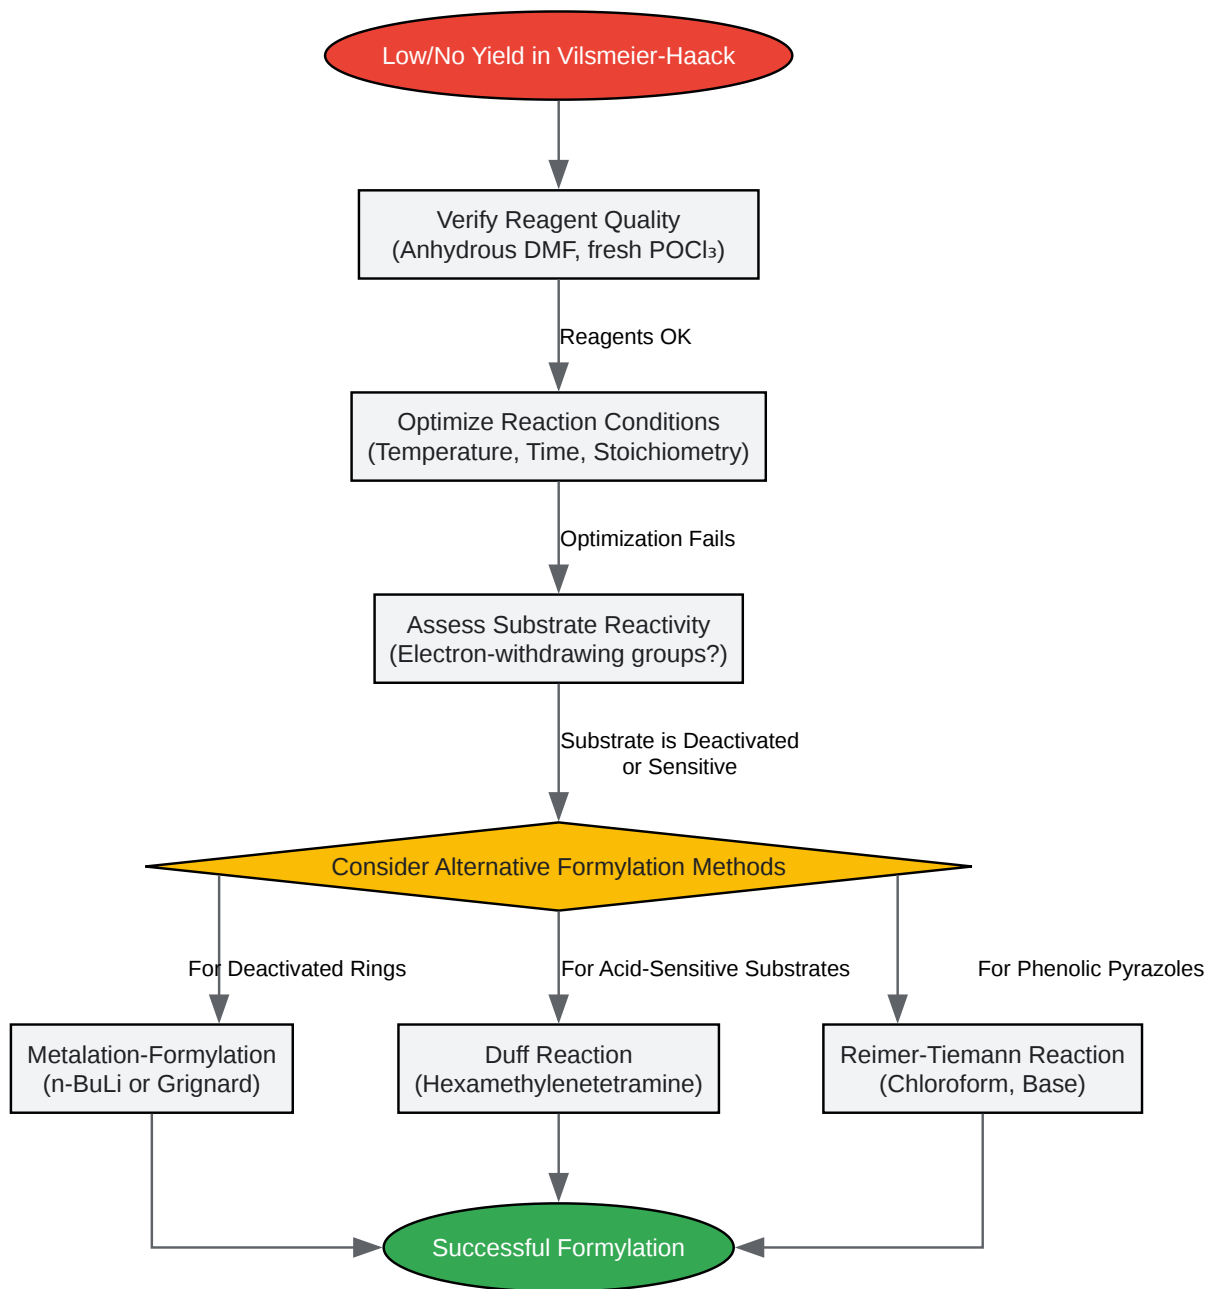 Low/No Yield in Vilsmeier-Haack
Verify Reagent Quality
(Anhydrous DMF, fresh POCl₃)
Reagents OK
Optimize Reaction Conditions
(Temperature, Time, Stoichiometry)
Optimization Fails
Assess Substrate Reactivity
(Electron-withdrawing groups?)
Substrate is Deactivated
or Sensitive
Consider Alternative Formylation Methods
For Deactivated Rings
For Acid-Sensitive Substrates
For Phenolic Pyrazoles
Metalation-Formylation
(n-BuLi or Grignard)
Duff Reaction
(Hexamethylenetetramine)
Reimer-Tiemann Reaction
(Chloroform, Base)
Successful Formylation